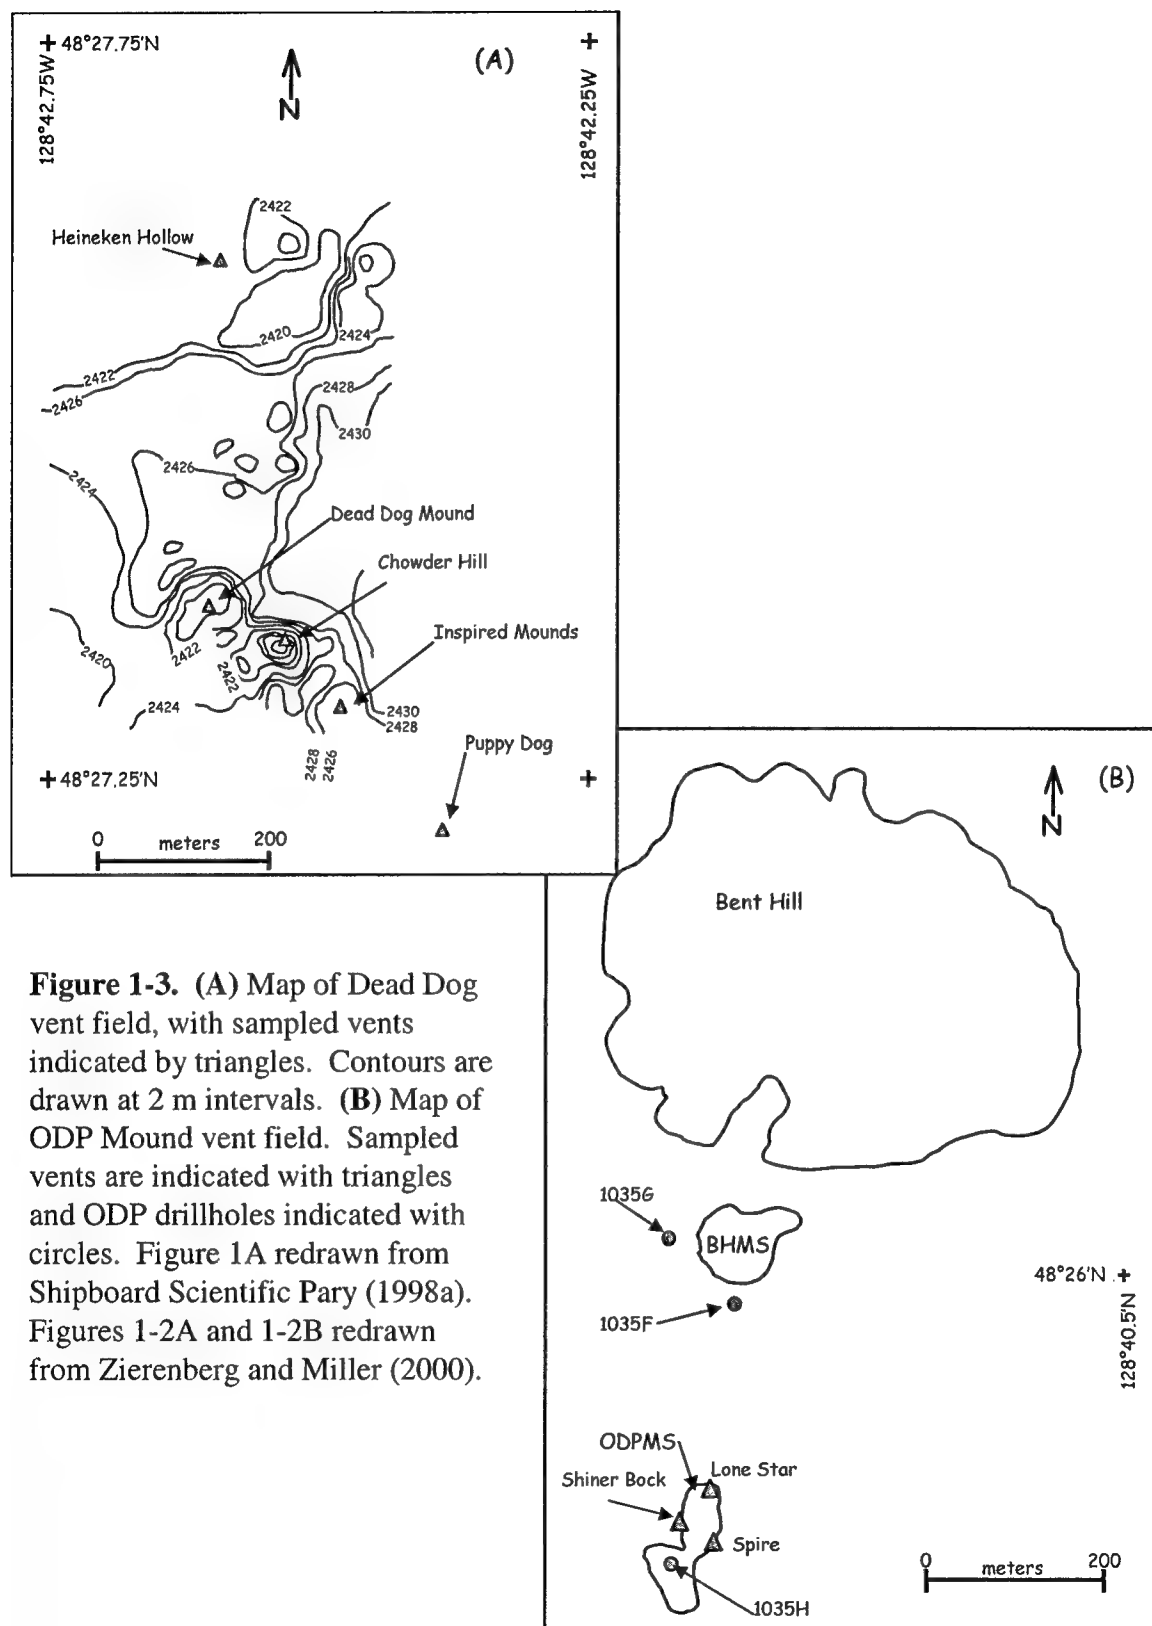 48°27.75'N
(A)
128°42.75W
128°42.25W
N
2422
Heineken Hollow
2420
2424
2422
2426
2428
2430
2426
2424
Dead Dog Mound
Chowder Hill
Inspired Mounds
2420
2422
2422
2424
2430
2428
2428
2426
Puppy Dog
48°27.25'N
0 meters 200
(B)
N
Bent Hill
Figure 1-3. (A) Map of Dead Dog
vent field, with sampled vents
indicated by triangles. Contours are
drawn at 2 m intervals. (B) Map of
ODP Mound vent field. Sampled
vents are indicated with triangles
and ODP drillholes indicated with
circles. Figure 1A redrawn from
Shipboard Scientific Pary (1998a).
Figures 1-2A and 1-2B redrawn
from Zierenberg and Miller (2000).
1035G
BHMS
48°26'N
128°40.5'N
1035F
ODPMS
Lone Star
Shiner Bock
Spire
1035H
0 meters 200